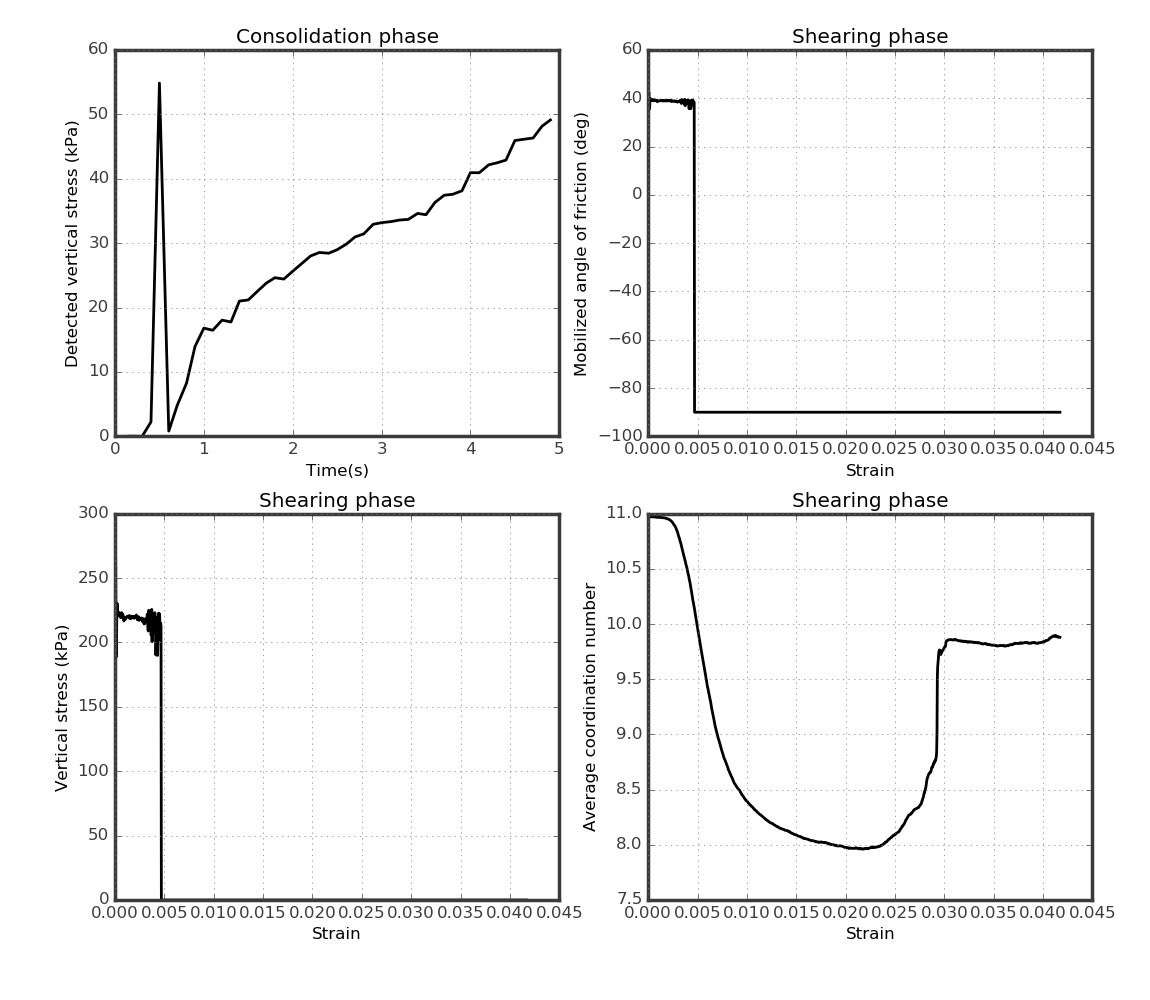 Consolidation phase
60
50
40
30
20
10
0
Detected vertical stress (kPa)
0 1 2 3 4 5
Time(s)
Shearing phase
60
40
20
0
−20
−40
−60
−80
−100
Mobilized angle of friction (deg)
0.000 0.005 0.010 0.015 0.020 0.025 0.030 0.035 0.040 0.045
Strain
Shearing phase
300
250
200
150
100
50
0
Vertical stress (kPa)
0.000 0.005 0.010 0.015 0.020 0.025 0.030 0.035 0.040 0.045
Strain
Shearing phase
11.0
10.5
10.0
9.5
9.0
8.5
8.0
7.5
Average coordination number
0.000 0.005 0.010 0.015 0.020 0.025 0.030 0.035 0.040 0.045
Strain